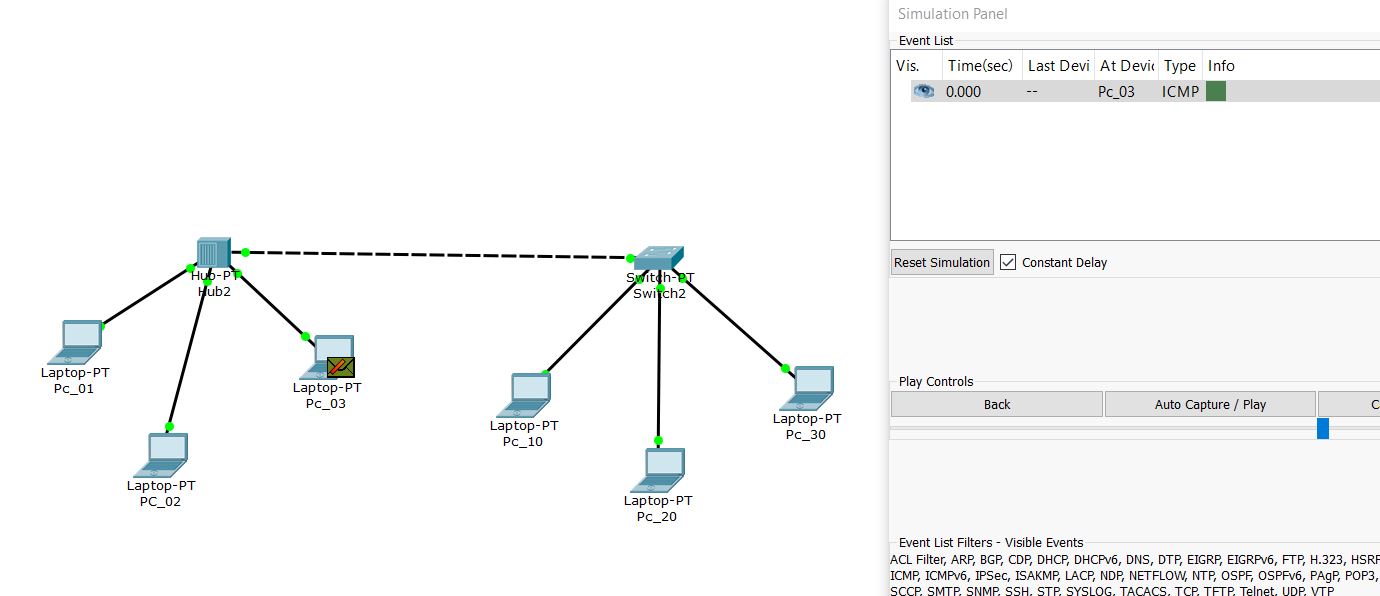 Simulation Panel
Event List
Vis. Time(sec) Last Devi At Devic Type Info
0.000 -- Pc_03 ICMP
Reset Simulation Constant Delay
Play Controls
Back Auto Capture / Play C
Event List Filters - Visible Events
ACL Filter, ARP, BGP, CDP, DHCP, DHCPv6, DNS, DTP, EIGRP, EIGRPv6, FTP, H.323, HSRP
ICMP, ICMPv6, IPSec, ISAKMP, LACP, NDP, NETFLOW, NTP, OSPF, OSPFv6, PAgP, POP3,
SCCP, SMTP, SNMP, SSH, STP, SYSLOG, TACACS, TCP, TFTP, Telnet, UDP, VTP
Hub-PT
Hub2
Switch-PT
Switch2
Laptop-PT
Pc_01
Laptop-PT
PC_02
Laptop-PT
Pc_03
Laptop-PT
Pc_10
Laptop-PT
Pc_20
Laptop-PT
Pc_30